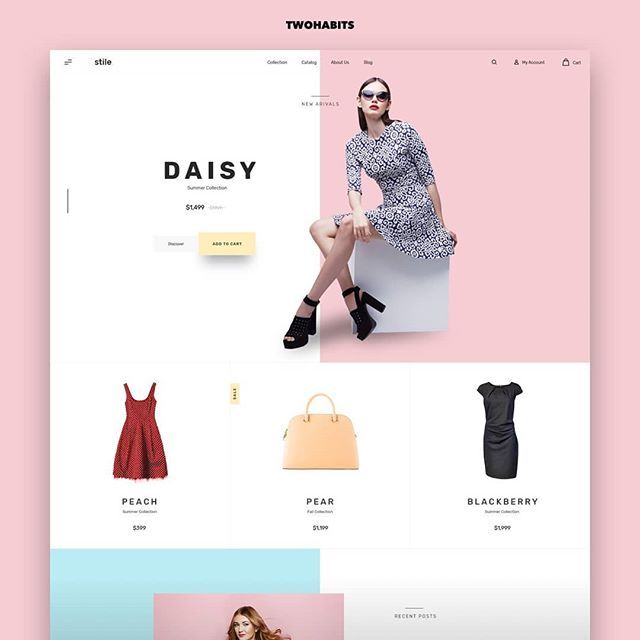 TWOHABITS
stile
Collection
Catalog
About Us
Blog
My Account
Cart
NEW ARIVALS
DAISY
Summer Collection
$1,499
Discover
ADD TO CART
SALE
PEACH
Summer Collection
$399
PEAR
Fall Collection
$1,199
BLACKBERRY
Summer Collection
$1,999
RECENT POSTS